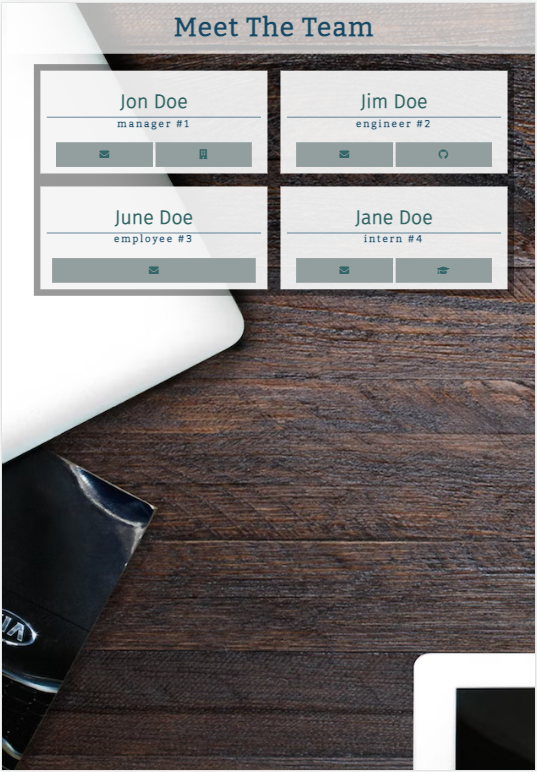 Meet The Team
Jon Doe
manager #1
Jim Doe
engineer #2
June Doe
employee #3
Jane Doe
intern #4
KIA